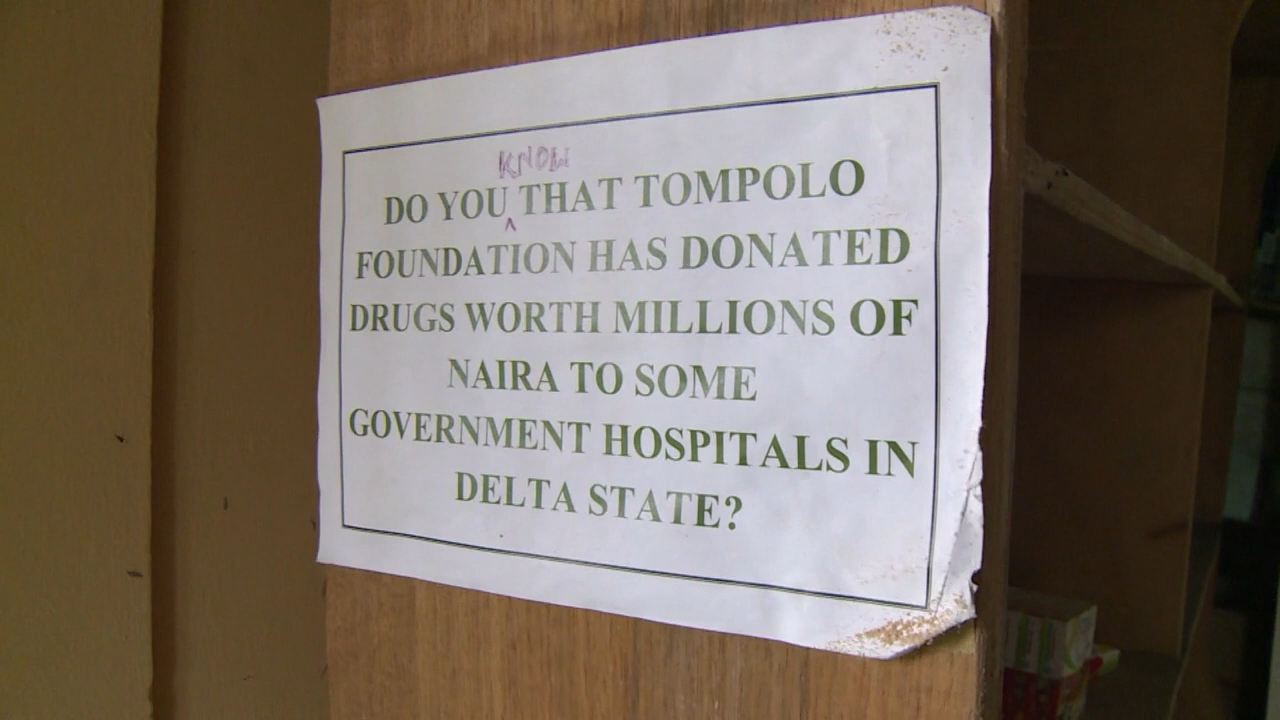 KNOW
DO YOU ^ THAT TOMPOLO
FOUNDATION HAS DONATED
DRUGS WORTH MILLIONS OF
NAIRA TO SOME
GOVERNMENT HOSPITALS IN
DELTA STATE?